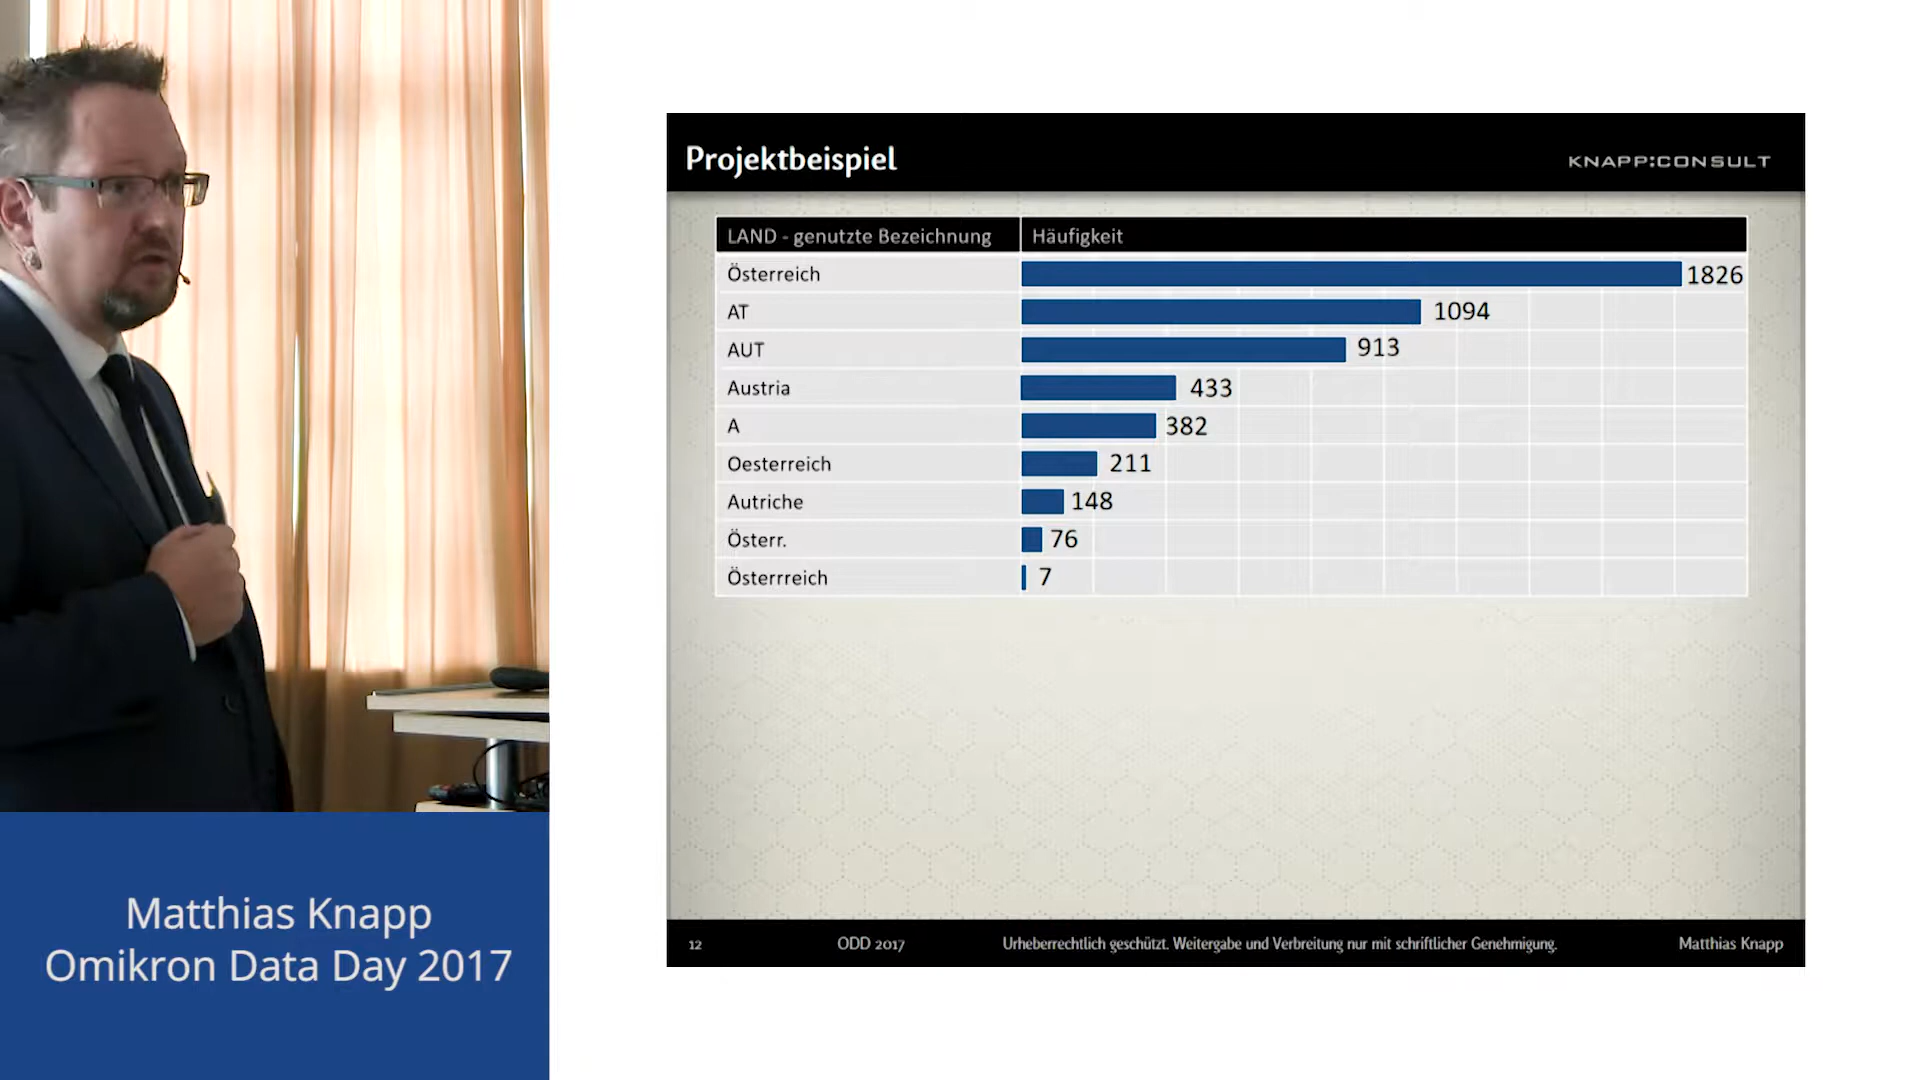 Projektbeispiel
KNAPP:CONSULT
LAND - genutzte Bezeichnung Häufigkeit
Österreich 1826
AT 1094
AUT 913
Austria 433
A 382
Oesterreich 211
Autriche 148
Österr. 76
Österrreich 7
12 ODD 2017 Urheberrechtlich geschützt. Weitergabe und Verbreitung nur mit schriftlicher Genehmigung. Matthias Knapp
Matthias Knapp
Omikron Data Day 2017